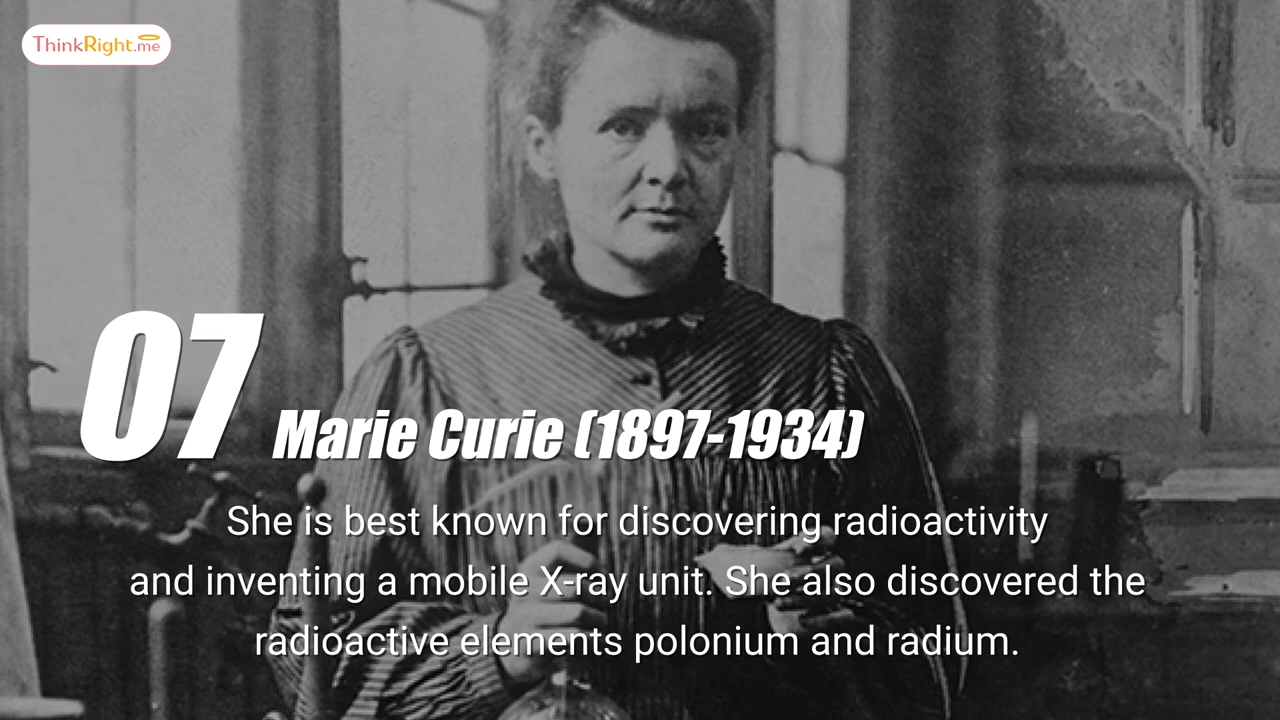 ThinkRight.me
07 Marie Curie (1897-1934)
She is best known for discovering radioactivity
and inventing a mobile X-ray unit. She also discovered the
radioactive elements polonium and radium.